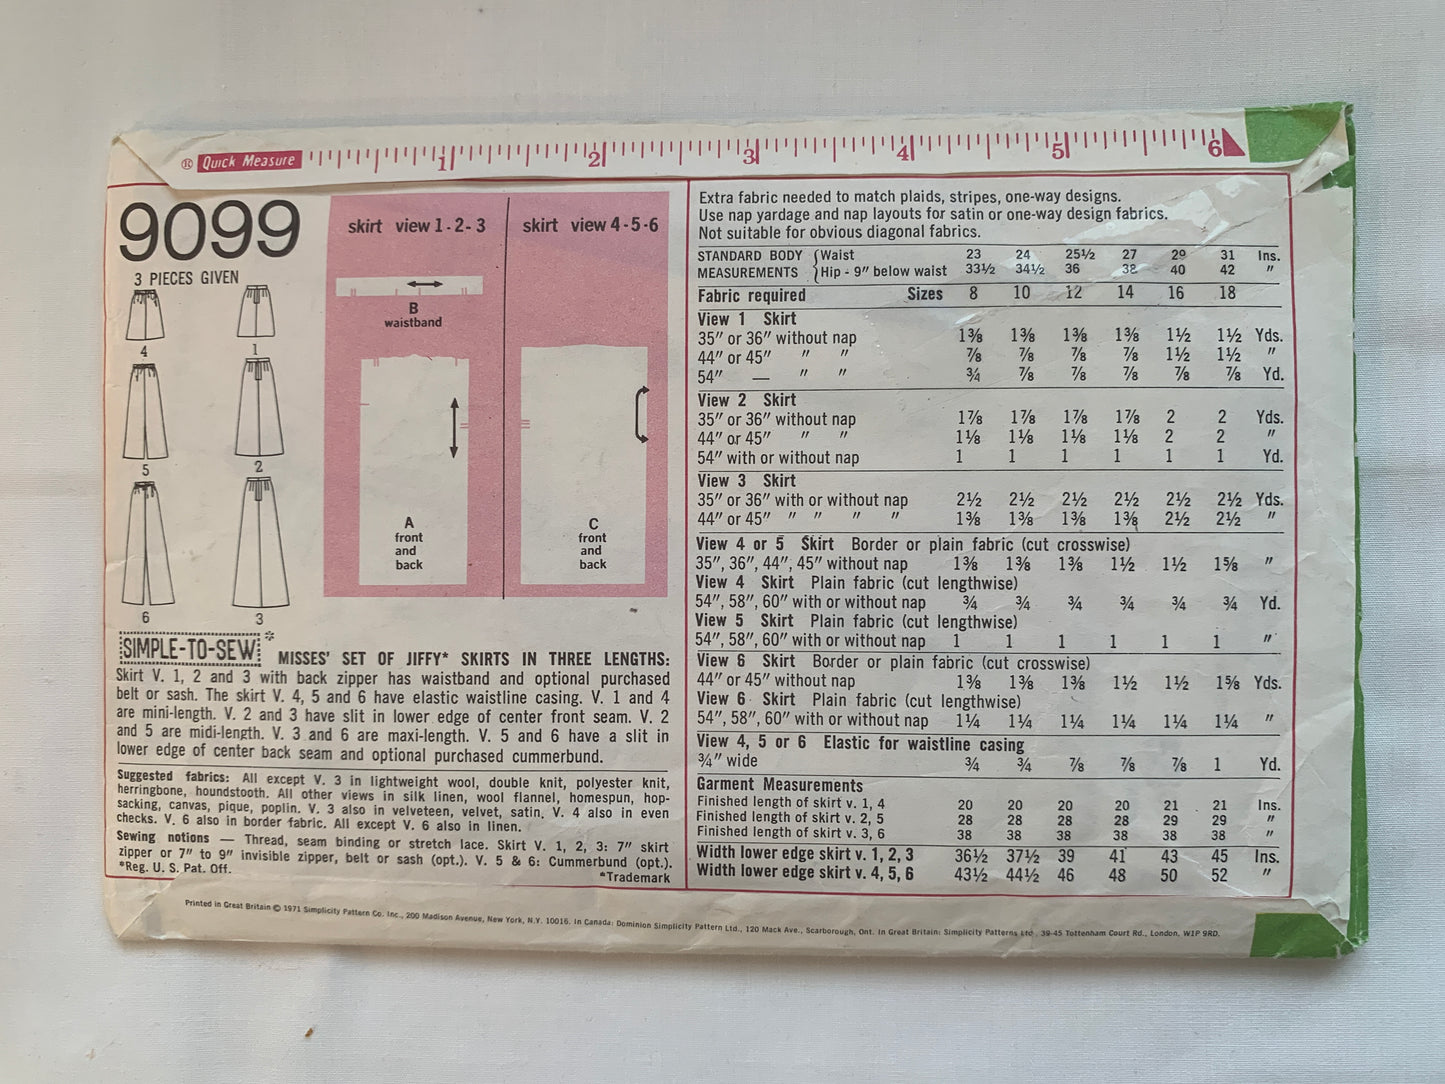 ® Quick Measure 1 2 3 4 5 6
9099
3 PIECES GIVEN
4 1
5 2
6 3
skirt view 1 - 2 - 3
B
waistband
A
front
and
back
skirt view 4 - 5 - 6
C
front
and
back
SIMPLE-TO-SEW*
MISSES' SET OF JIFFY* SKIRTS IN THREE LENGTHS:
Skirt V. 1, 2 and 3 with back zipper has waistband and optional purchased
belt or sash. The skirt V. 4, 5 and 6 have elastic waistline casing. V. 1 and 4
are mini-length. V. 2 and 3 have slit in lower edge of center front seam. V. 2
and 5 are midi-length. V. 3 and 6 are maxi-length. V. 5 and 6 have a slit in
lower edge of center back seam and optional purchased cummerbund.
Suggested fabrics: All except V. 3 in lightweight wool, double knit, polyester knit,
herringbone, houndstooth. All other views in silk linen, wool flannel, homespun, hop-
sacking, canvas, pique, poplin. V. 3 also in velveteen, velvet, satin. V. 4 also in even
checks. V. 6 also in border fabric. All except V. 6 also in linen.
Sewing notions — Thread, seam binding or stretch lace. Skirt V. 1, 2, 3: 7" skirt
zipper or 7" to 9" invisible zipper, belt or sash (opt.). V. 5 & 6: Cummerbund (opt.).
*Reg. U. S. Pat. Off.
*Trademark
Extra fabric needed to match plaids, stripes, one-way designs.
Use nap yardage and nap layouts for satin or one-way design fabrics.
Not suitable for obvious diagonal fabrics.
STANDARD BODY { Waist 23 24 25½ 27 29 31 Ins.
MEASUREMENTS { Hip - 9" below waist 33½ 34½ 36 38 40 42 "
Fabric required Sizes 8 10 12 14 16 18
View 1 Skirt
35" or 36" without nap 1⅜ 1⅜ 1⅜ 1⅜ 1½ 1½ Yds.
44" or 45" " " ⅞ ⅞ ⅞ ⅞ 1½ 1½ "
54" — " " ¾ ⅞ ⅞ ⅞ ⅞ ⅞ Yd.
View 2 Skirt
35" or 36" without nap 1⅞ 1⅞ 1⅞ 1⅞ 2 2 Yds.
44" or 45" " " 1⅛ 1⅛ 1⅛ 1⅛ 2 2 "
54" with or without nap 1 1 1 1 1 1 Yd.
View 3 Skirt
35" or 36" with or without nap 2½ 2½ 2½ 2½ 2½ 2½ Yds.
44" or 45" " " " " 1⅜ 1⅜ 1⅜ 1⅜ 2½ 2½ "
View 4 or 5 Skirt Border or plain fabric (cut crosswise)
35", 36", 44", 45" without nap 1⅜ 1⅜ 1⅜ 1½ 1½ 1⅝ "
View 4 Skirt Plain fabric (cut lengthwise)
54", 58", 60" with or without nap ¾ ¾ ¾ ¾ ¾ ¾ Yd.
View 5 Skirt Plain fabric (cut lengthwise)
54", 58", 60" with or without nap 1 1 1 1 1 1 "
View 6 Skirt Border or plain fabric (cut crosswise)
44" or 45" without nap 1⅜ 1⅜ 1⅜ 1½ 1½ 1⅝ Yds.
View 6 Skirt Plain fabric (cut lengthwise)
54", 58", 60" with or without nap 1¼ 1¼ 1¼ 1¼ 1¼ 1¼ "
View 4, 5 or 6 Elastic for waistline casing
¾" wide ¾ ¾ ⅞ ⅞ ⅞ 1 Yd.
Garment Measurements
Finished length of skirt v. 1, 4 20 20 20 20 21 21 Ins.
Finished length of skirt v. 2, 5 28 28 28 28 29 29 "
Finished length of skirt v. 3, 6 38 38 38 38 38 38 "
Width lower edge skirt v. 1, 2, 3 36½ 37½ 39 41 43 45 Ins.
Width lower edge skirt v. 4, 5, 6 43½ 44½ 46 48 50 52 "
Printed in Great Britain © 1971 Simplicity Pattern Co. Inc., 200 Madison Avenue, New York, N.Y. 10016. In Canada: Dominion Simplicity Pattern Ltd., 120 Mack Ave., Scarborough, Ont. In Great Britain: Simplicity Patterns Ltd. 39-45 Tottenham Court Rd., London, W1P 9RD.